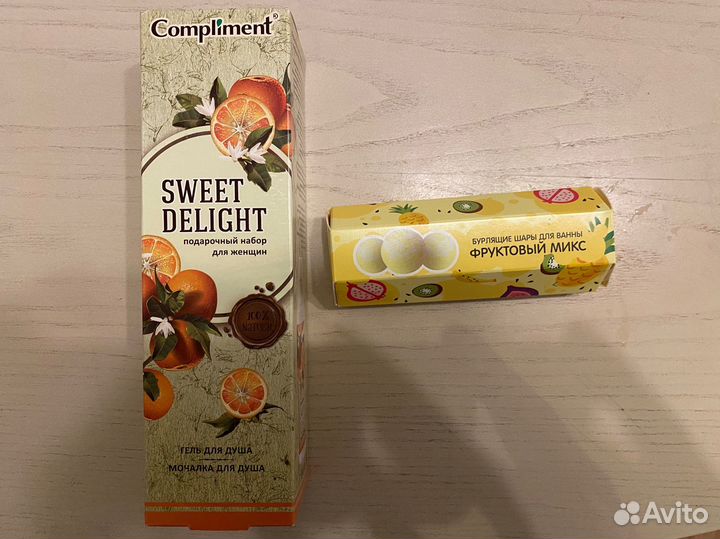 Compliment®
SWEET
DELIGHT
подарочный набор
для женщин
100%
NATURAL
ГЕЛЬ ДЛЯ ДУША
МОЧАЛКА ДЛЯ ДУША
БУРЛЯЩИЕ ШАРЫ ДЛЯ ВАННЫ
ФРУКТОВЫЙ МИКС
Avito